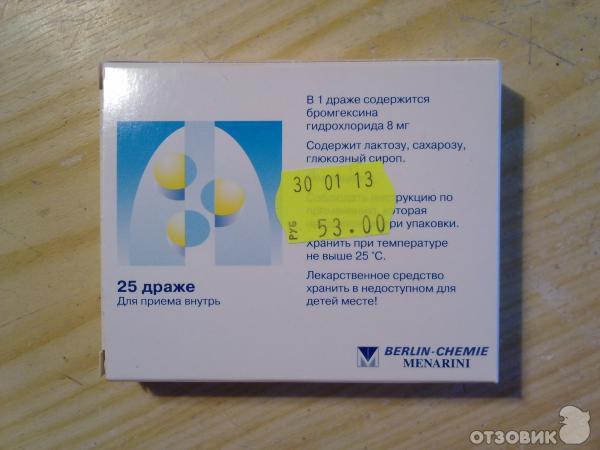 В 1 драже содержится
бромгексина
гидрохлорида 8 мг
Содержит лактозу, сахарозу,
глюкозный сироп.
30 01 13
РУБ 53.00
инструкцию по
при упаковки.
Хранить при температуре
не выше 25 °С.
Лекарственное средство
хранить в недоступном для
детей месте!
25 драже
Для приема внутрь
BERLIN-CHEMIE
MENARINI
ОТЗОВИК